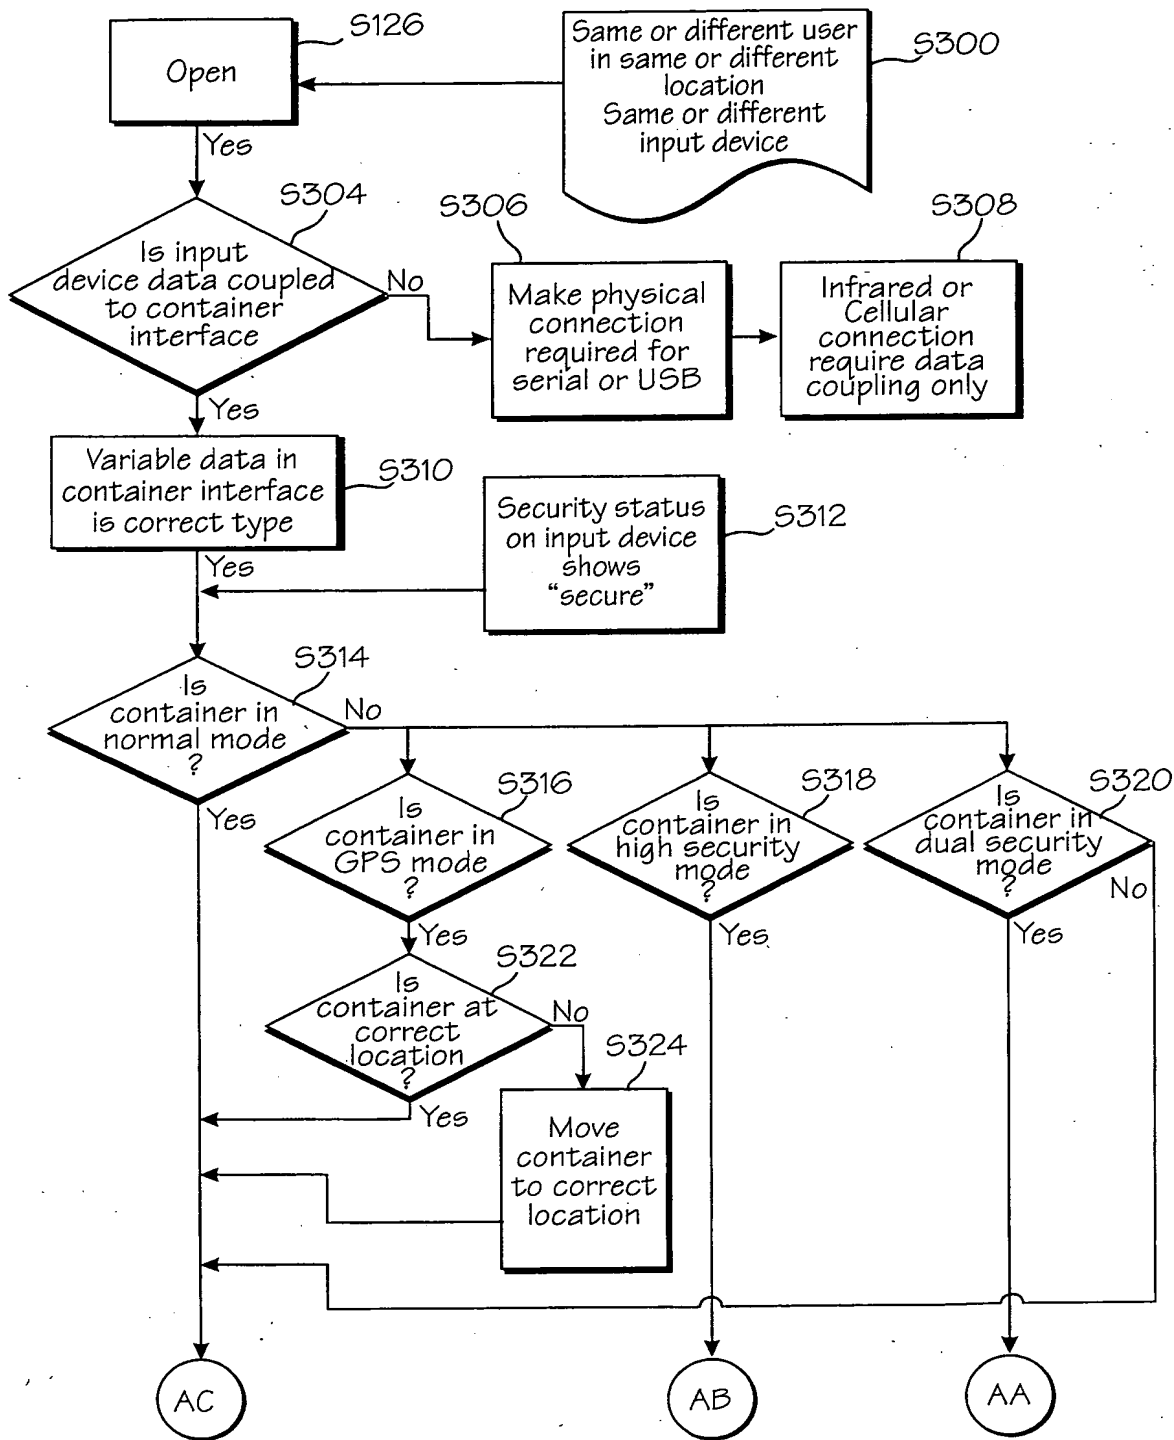 S126
Open
Same or different user
in same or different
location
Same or different
input device
S300
Yes
S304
Is input
device data coupled
to container
interface
No
S306
Make physical
connection
required for
serial or USB
S308
Infrared or
Cellular
connection
require data
coupling only
Yes
Variable data in
container interface
is correct type
S310
Security status
on input device
shows
"secure"
S312
Yes
S314
Is
container in
normal mode
?
No
Yes
S316
Is
container in
GPS mode
?
S318
Is
container in
high security
mode
?
S320
Is
container in
dual security
mode
?
No
Yes
Yes
Yes
S322
Is
container at
correct
location
?
No
S324
Yes
Move
container
to correct
location
AC
AB
AA